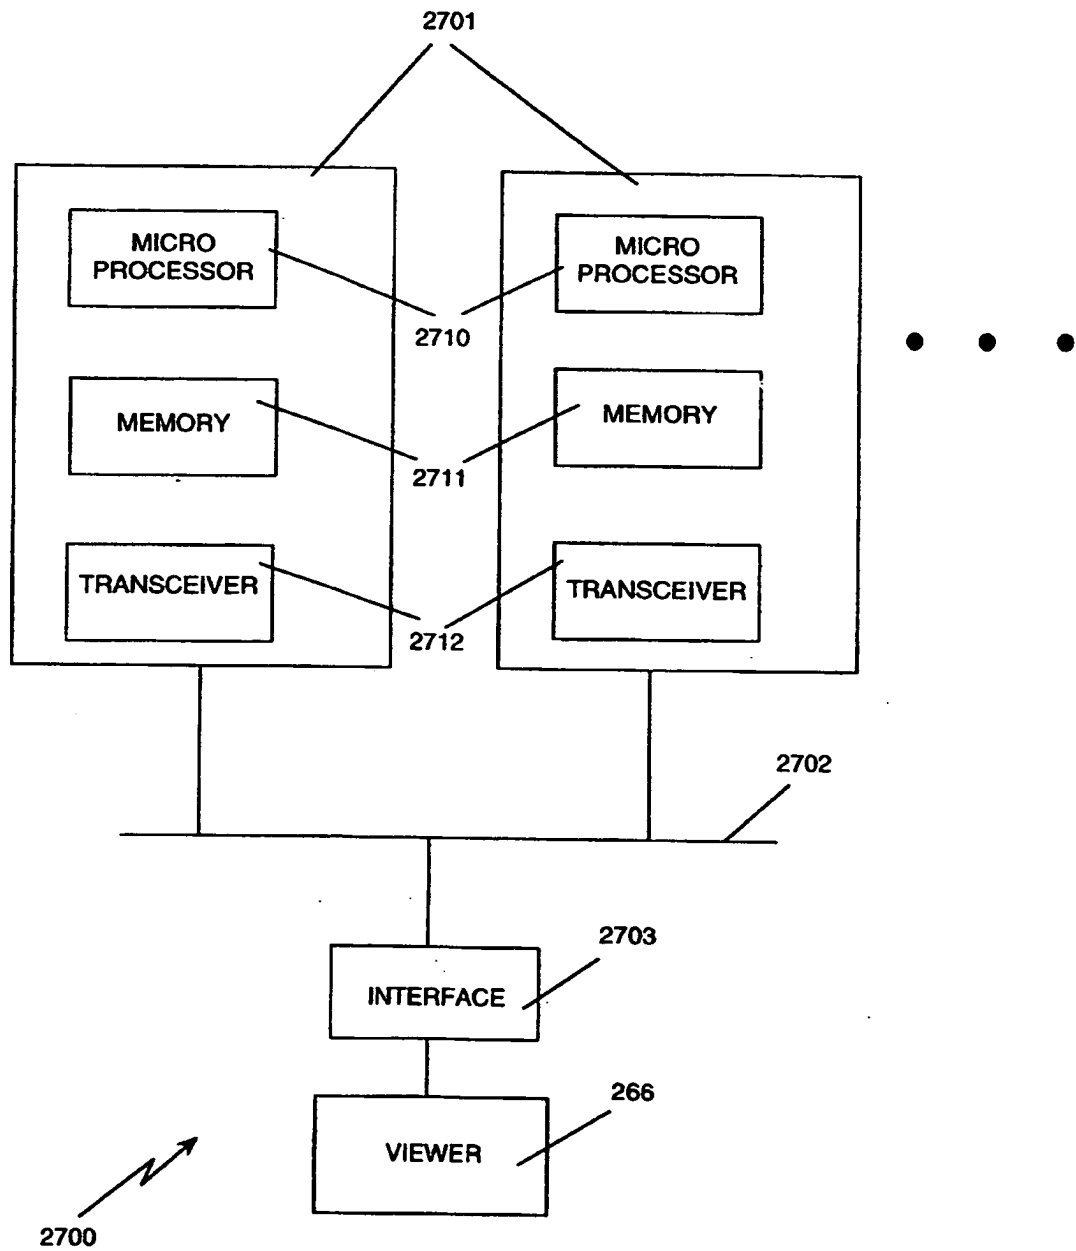 2701
MICRO
PROCESSOR
MICRO
PROCESSOR
2710
MEMORY
MEMORY
2711
TRANSCEIVER
TRANSCEIVER
2712
2702
2703
INTERFACE
266
VIEWER
2700